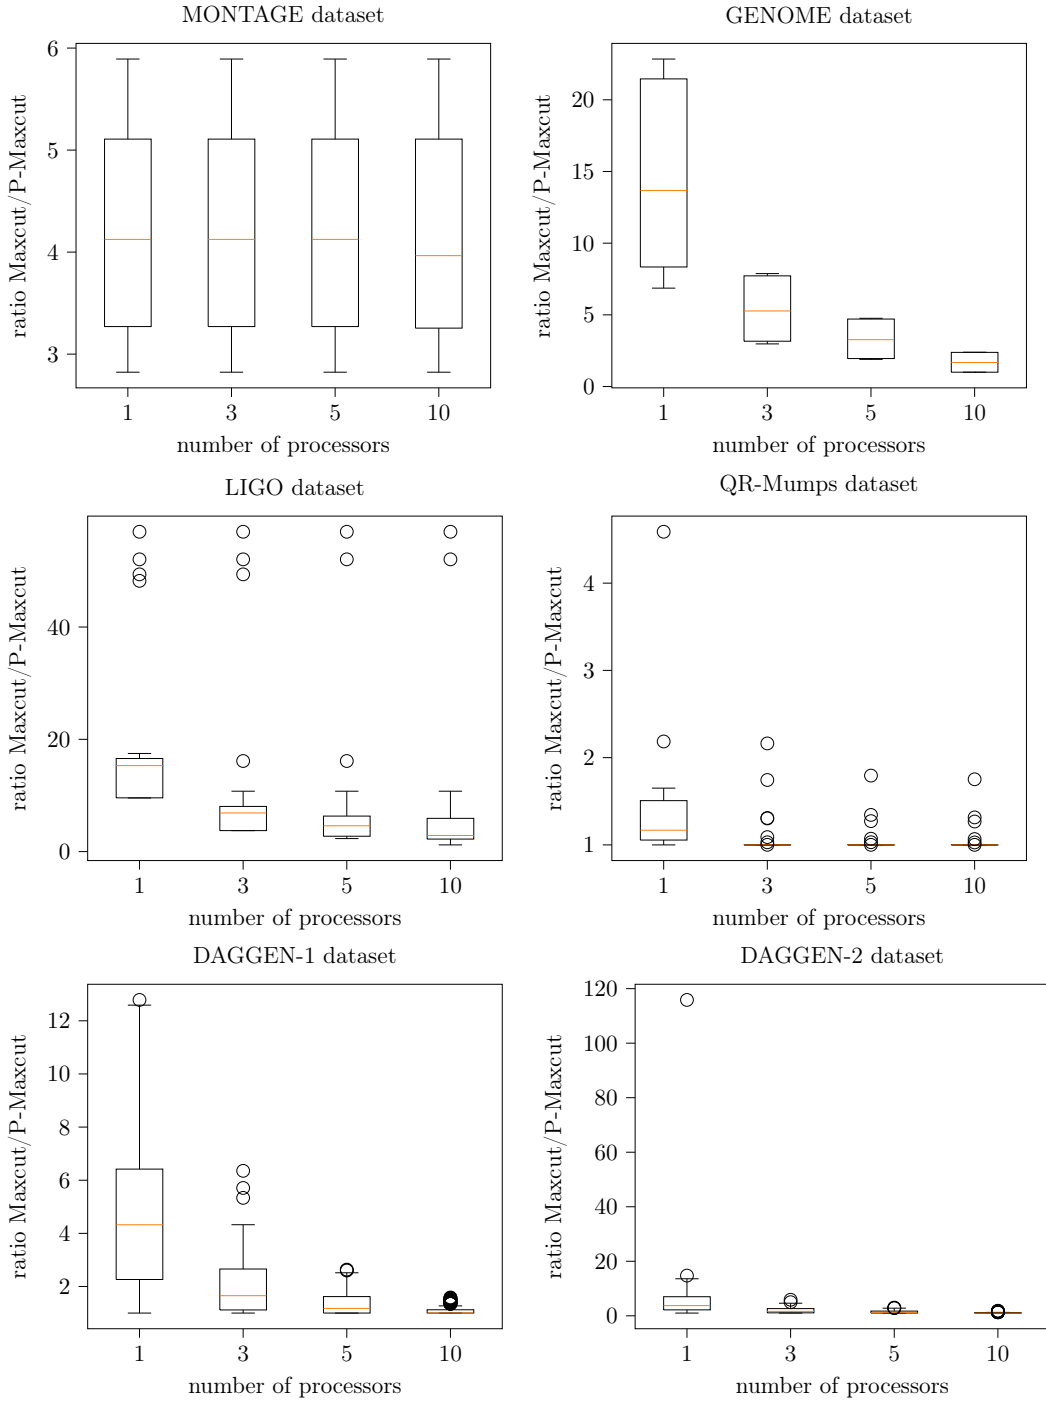 MONTAGE dataset
ratio Maxcut/P-Maxcut
6
5
4
3
1 3 5 10
number of processors
GENOME dataset
ratio Maxcut/P-Maxcut
20
15
10
5
0
1 3 5 10
number of processors
LIGO dataset
ratio Maxcut/P-Maxcut
40
20
0
1 3 5 10
number of processors
QR-Mumps dataset
ratio Maxcut/P-Maxcut
4
3
2
1
1 3 5 10
number of processors
DAGGEN-1 dataset
ratio Maxcut/P-Maxcut
12
10
8
6
4
2
1 3 5 10
number of processors
DAGGEN-2 dataset
ratio Maxcut/P-Maxcut
120
100
80
60
40
20
0
1 3 5 10
number of processors